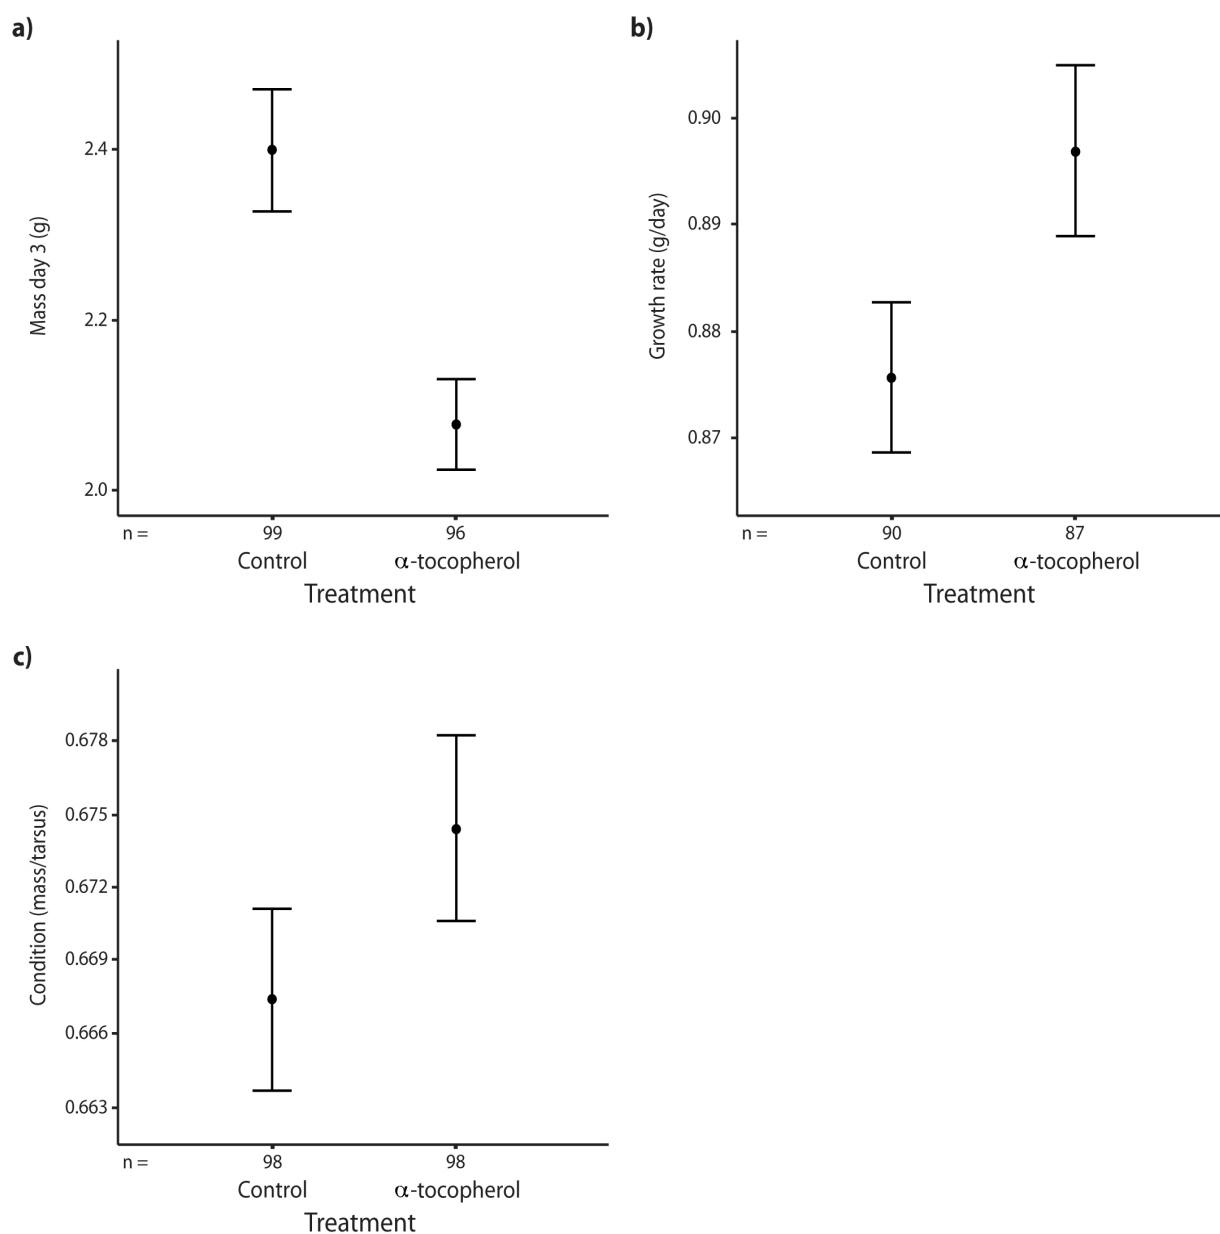 a)
2.4
2.2
2.0
Mass day 3 (g)
n = 99 96
Control α-tocopherol
Treatment
b)
0.90
0.89
0.88
0.87
Growth rate (g/day)
n = 90 87
Control α-tocopherol
Treatment
c)
0.678
0.675
0.672
0.669
0.666
0.663
Condition (mass/tarsus)
n = 98 98
Control α-tocopherol
Treatment